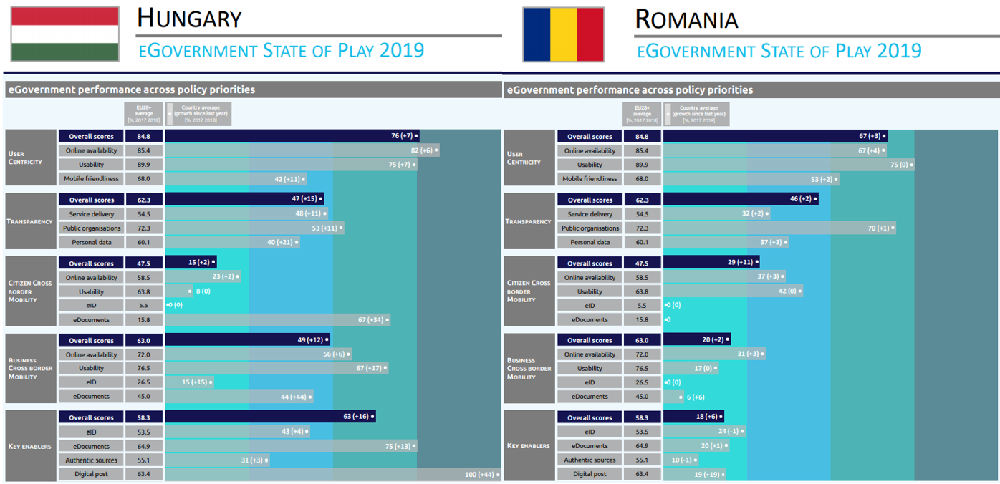 HUNGARY
EGOVERNMENT STATE OF PLAY 2019
eGovernment performance across policy priorities
EU28+ average [%, 2017 2018]
Country average (growth since last year) [%, 2017 2018]
USER CENTRICITY
Overall scores 84.8 76 (+7)
Online availability 85.4 82 (+6)
Usability 89.9 75 (+7)
Mobile friendliness 68.0 42 (+11)
TRANSPARENCY
Overall scores 62.3 47 (+15)
Service delivery 54.5 48 (+11)
Public organisations 72.3 53 (+11)
Personal data 60.1 40 (+21)
CITIZEN CROSS BORDER MOBILITY
Overall scores 47.5 15 (+2)
Online availability 58.5 23 (+2)
Usability 63.8 8 (0)
eID 5.5 0 (0)
eDocuments 15.8 67 (+34)
BUSINESS CROSS BORDER MOBILITY
Overall scores 63.0 49 (+12)
Online availability 72.0 56 (+6)
Usability 76.5 67 (+17)
eID 26.5 15 (+15)
eDocuments 45.0 44 (+44)
KEY ENABLERS
Overall scores 58.3 63 (+16)
eID 53.5 43 (+4)
eDocuments 64.9 75 (+13)
Authentic sources 55.1 31 (+3)
Digital post 63.4 100 (+44)
ROMANIA
EGOVERNMENT STATE OF PLAY 2019
eGovernment performance across policy priorities
EU28+ average [%, 2017 2018]
Country average (growth since last year) [%, 2017 2018]
USER CENTRICITY
Overall scores 84.8 67 (+3)
Online availability 85.4 67 (+4)
Usability 89.9 75 (0)
Mobile friendliness 68.0 53 (+2)
TRANSPARENCY
Overall scores 62.3 46 (+2)
Service delivery 54.5 32 (+2)
Public organisations 72.3 70 (+1)
Personal data 60.1 37 (+3)
CITIZEN CROSS BORDER MOBILITY
Overall scores 47.5 29 (+11)
Online availability 58.5 37 (+3)
Usability 63.8 42 (0)
eID 5.5 0 (0)
eDocuments 15.8 0
BUSINESS CROSS BORDER MOBILITY
Overall scores 63.0 20 (+2)
Online availability 72.0 31 (+3)
Usability 76.5 17 (0)
eID 26.5 0 (0)
eDocuments 45.0 6 (+6)
KEY ENABLERS
Overall scores 58.3 18 (+6)
eID 53.5 24 (-1)
eDocuments 64.9 20 (+1)
Authentic sources 55.1 10 (-1)
Digital post 63.4 19 (+19)